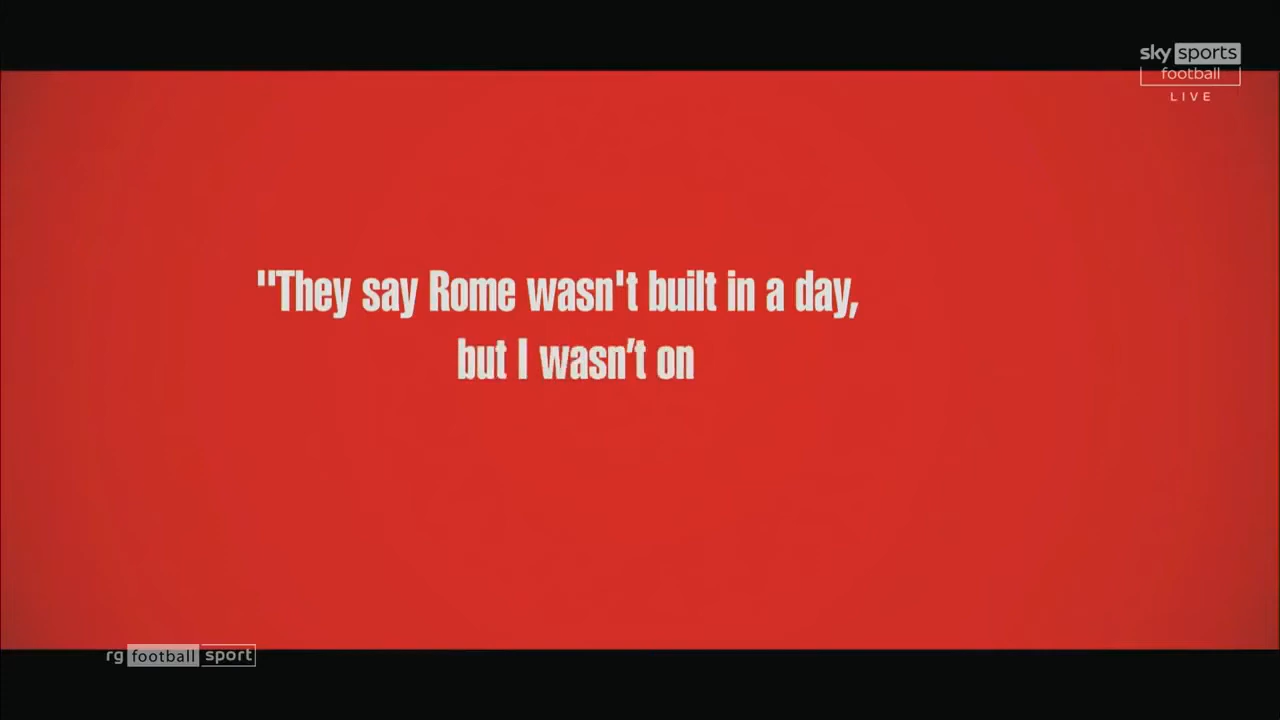 sky sports
football
LIVE
"They say Rome wasn't built in a day,
but I wasn’t on
rg football sport